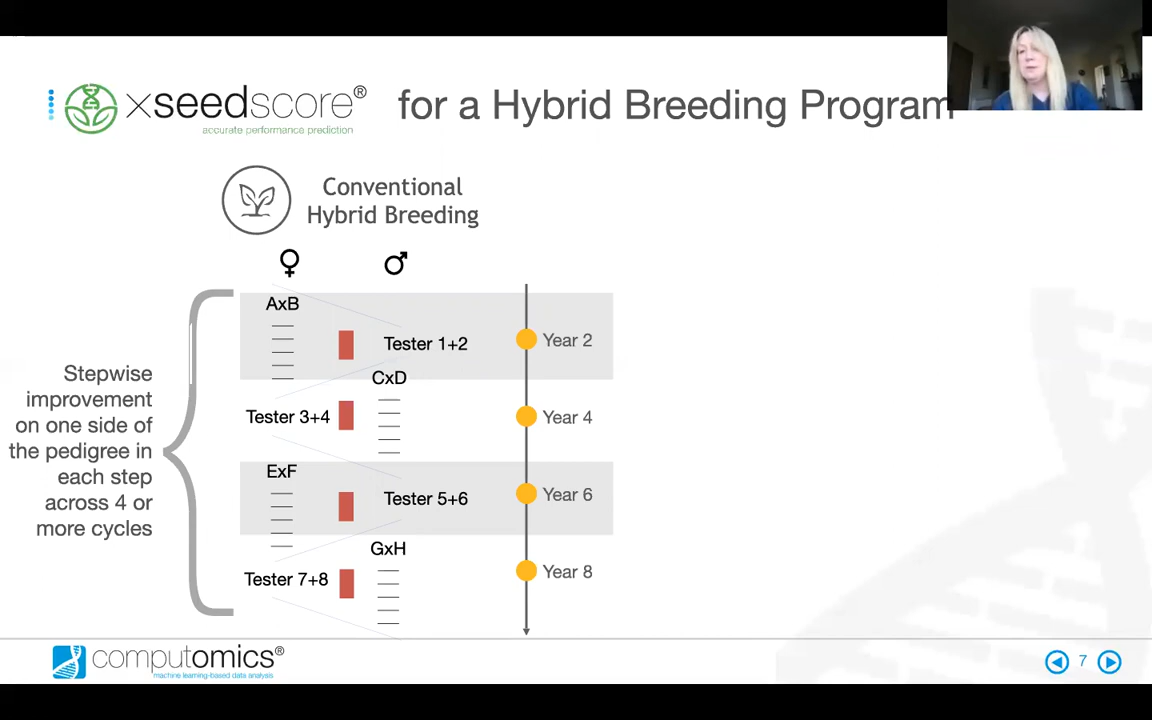 xseedscore®
accurate performance prediction
for a Hybrid Breeding Program
Conventional
Hybrid Breeding
♀ ♂
AxB
Tester 1+2
Year 2
CxD
Tester 3+4
Year 4
ExF
Tester 5+6
Year 6
GxH
Tester 7+8
Year 8
Stepwise
improvement
on one side of
the pedigree in
each step
across 4 or
more cycles
computomics®
machine learning-based data analysis
7